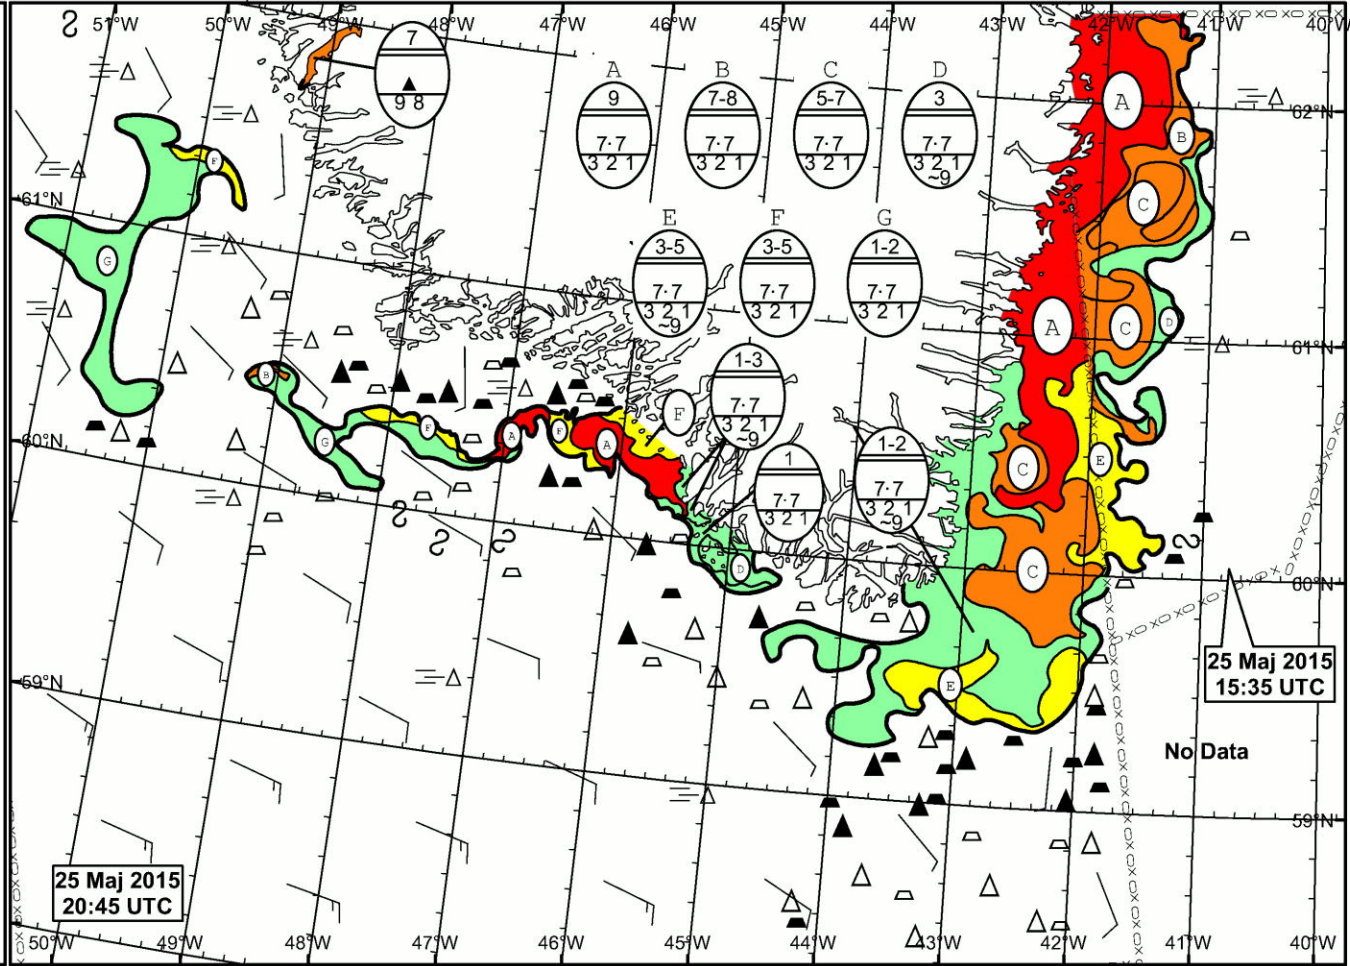 51°W 50°W 49°W 48°W 47°W 46°W 45°W 44°W 43°W 42°W 41°W 40°W
7
9 8
A B C D
9 7-8 5-7 3
7·7 7·7 7·7 7·7
3 2 1 3 2 1 3 2 1 3 2 1
~9
A
62°N
B
F
61°N
C
E F G
3-5 3-5 1-2
7·7 7·7 7·7
3 2 1 3 2 1 3 2 1
~9
G
A C D
61°N
1-3
7·7
3 2 1
~9
B
F
G F A F A
60°N
1
7·7
3 2 1
1-2
7·7
3 2 1
~9
C E
D
C
60°N
25 Maj 2015
15:35 UTC
59°N
E
No Data
59°N
25 Maj 2015
20:45 UTC
50°W 49°W 48°W 47°W 46°W 45°W 44°W 43°W 42°W 41°W 40°W